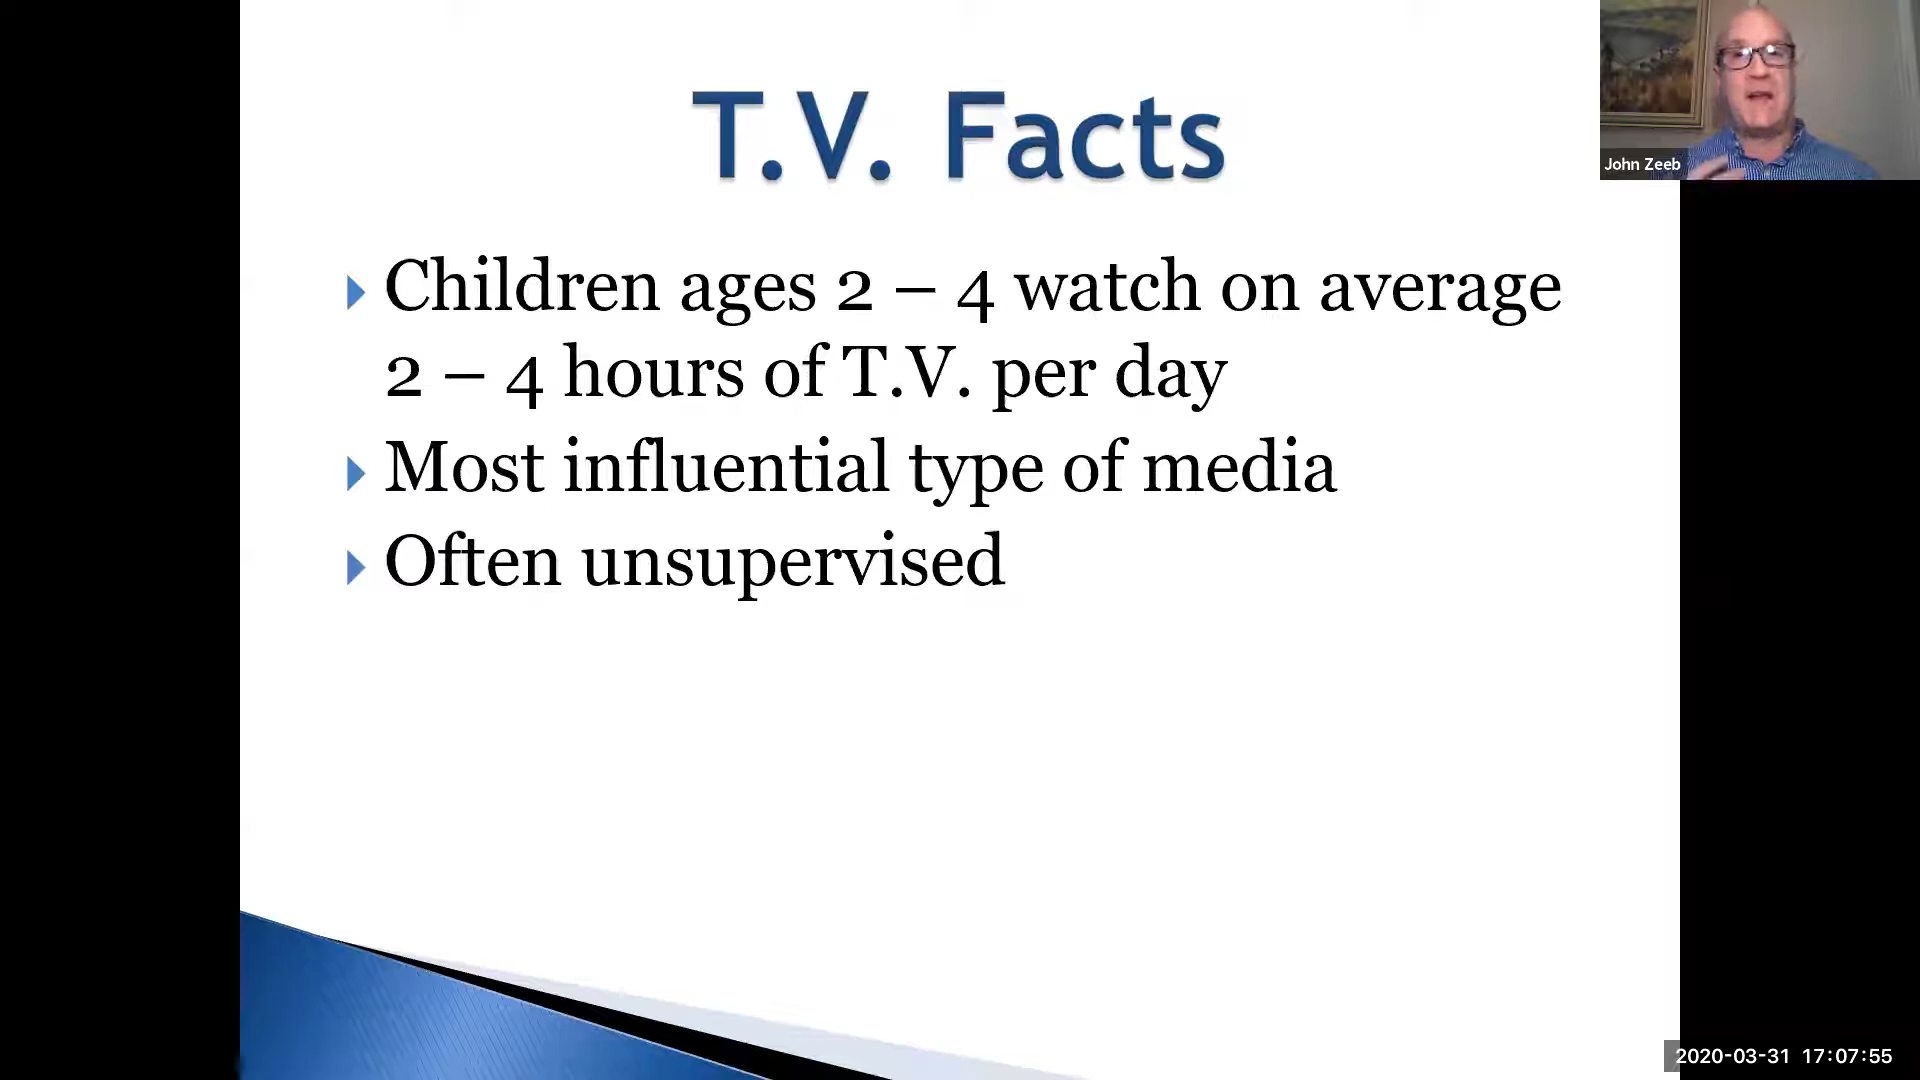 T.V. Facts
John Zeeb
Children ages 2 – 4 watch on average
2 – 4 hours of T.V. per day
Most influential type of media
Often unsupervised
2020-03-31 17:07:55